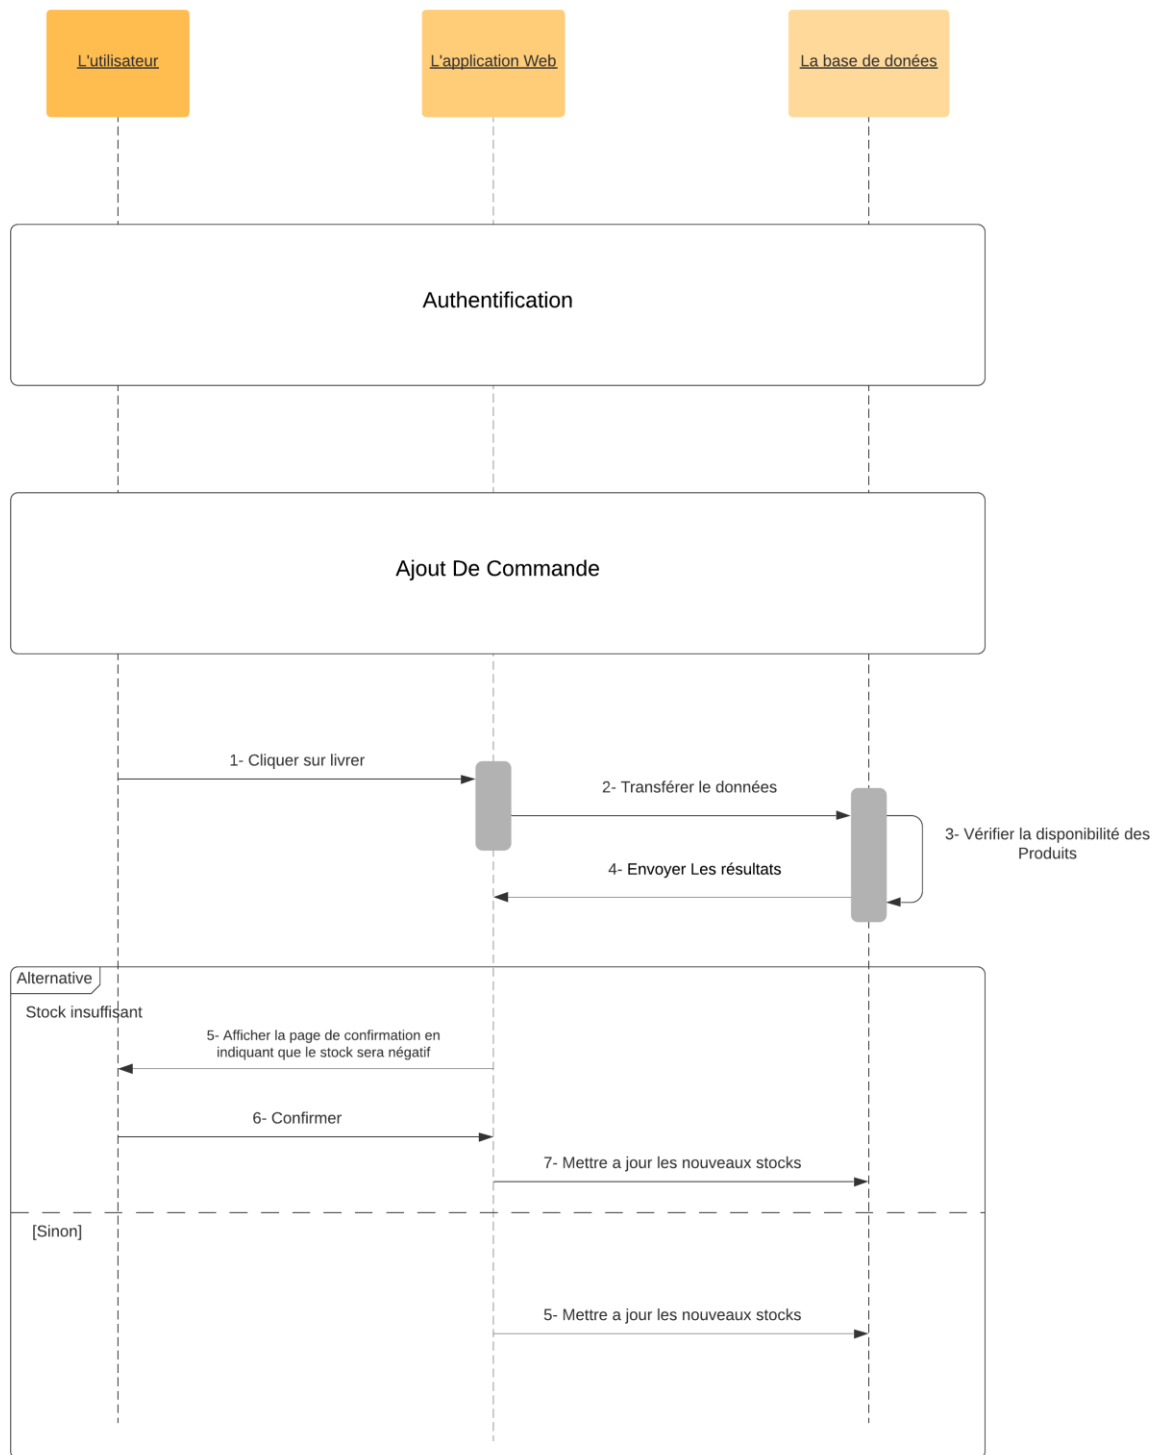 L'utilisateur
L'application Web
La base de donées
Authentification
Ajout De Commande
1- Cliquer sur livrer
2- Transférer le données
3- Vérifier la disponibilité des
Produits
4- Envoyer Les résultats
Alternative
Stock insuffisant
5- Afficher la page de confirmation en
indiquant que le stock sera négatif
6- Confirmer
7- Mettre a jour les nouveaux stocks
[Sinon]
5- Mettre a jour les nouveaux stocks